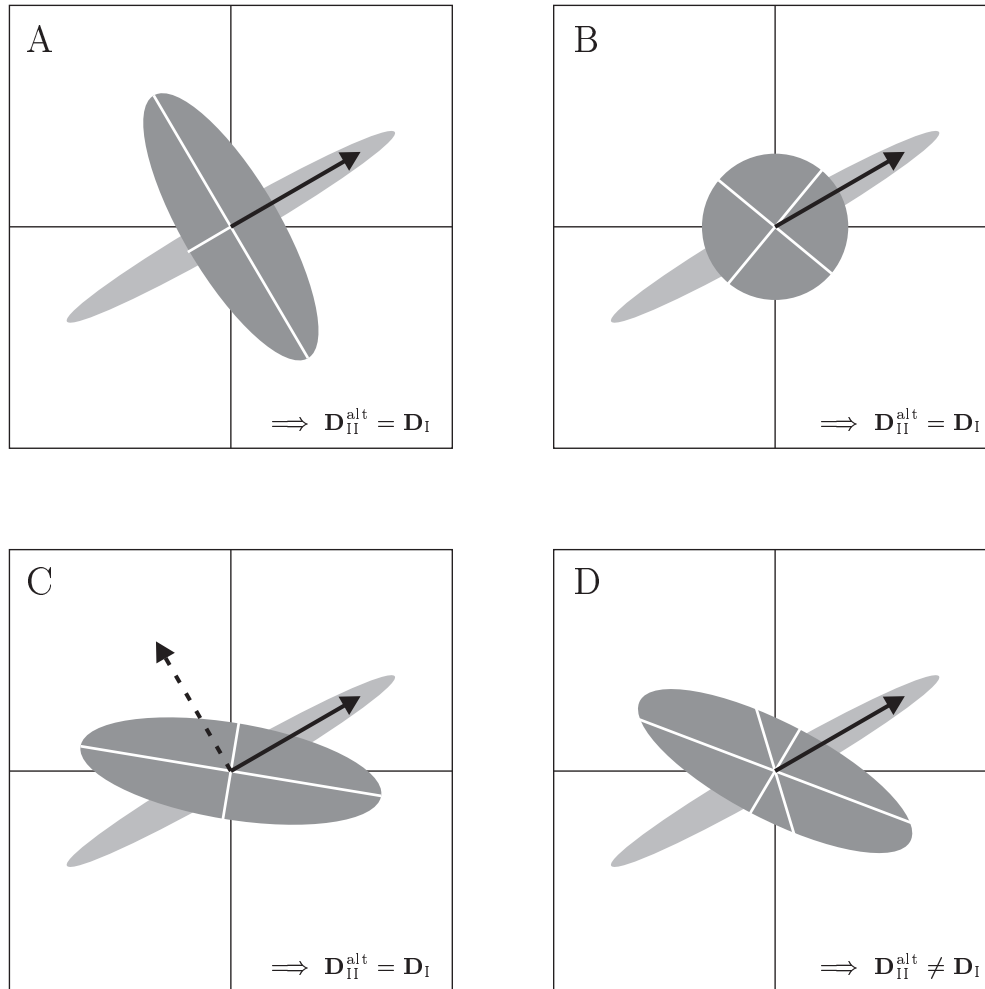 A
B
⟹ D_II^alt = D_I
⟹ D_II^alt = D_I
C
D
⟹ D_II^alt = D_I
⟹ D_II^alt ≠ D_I